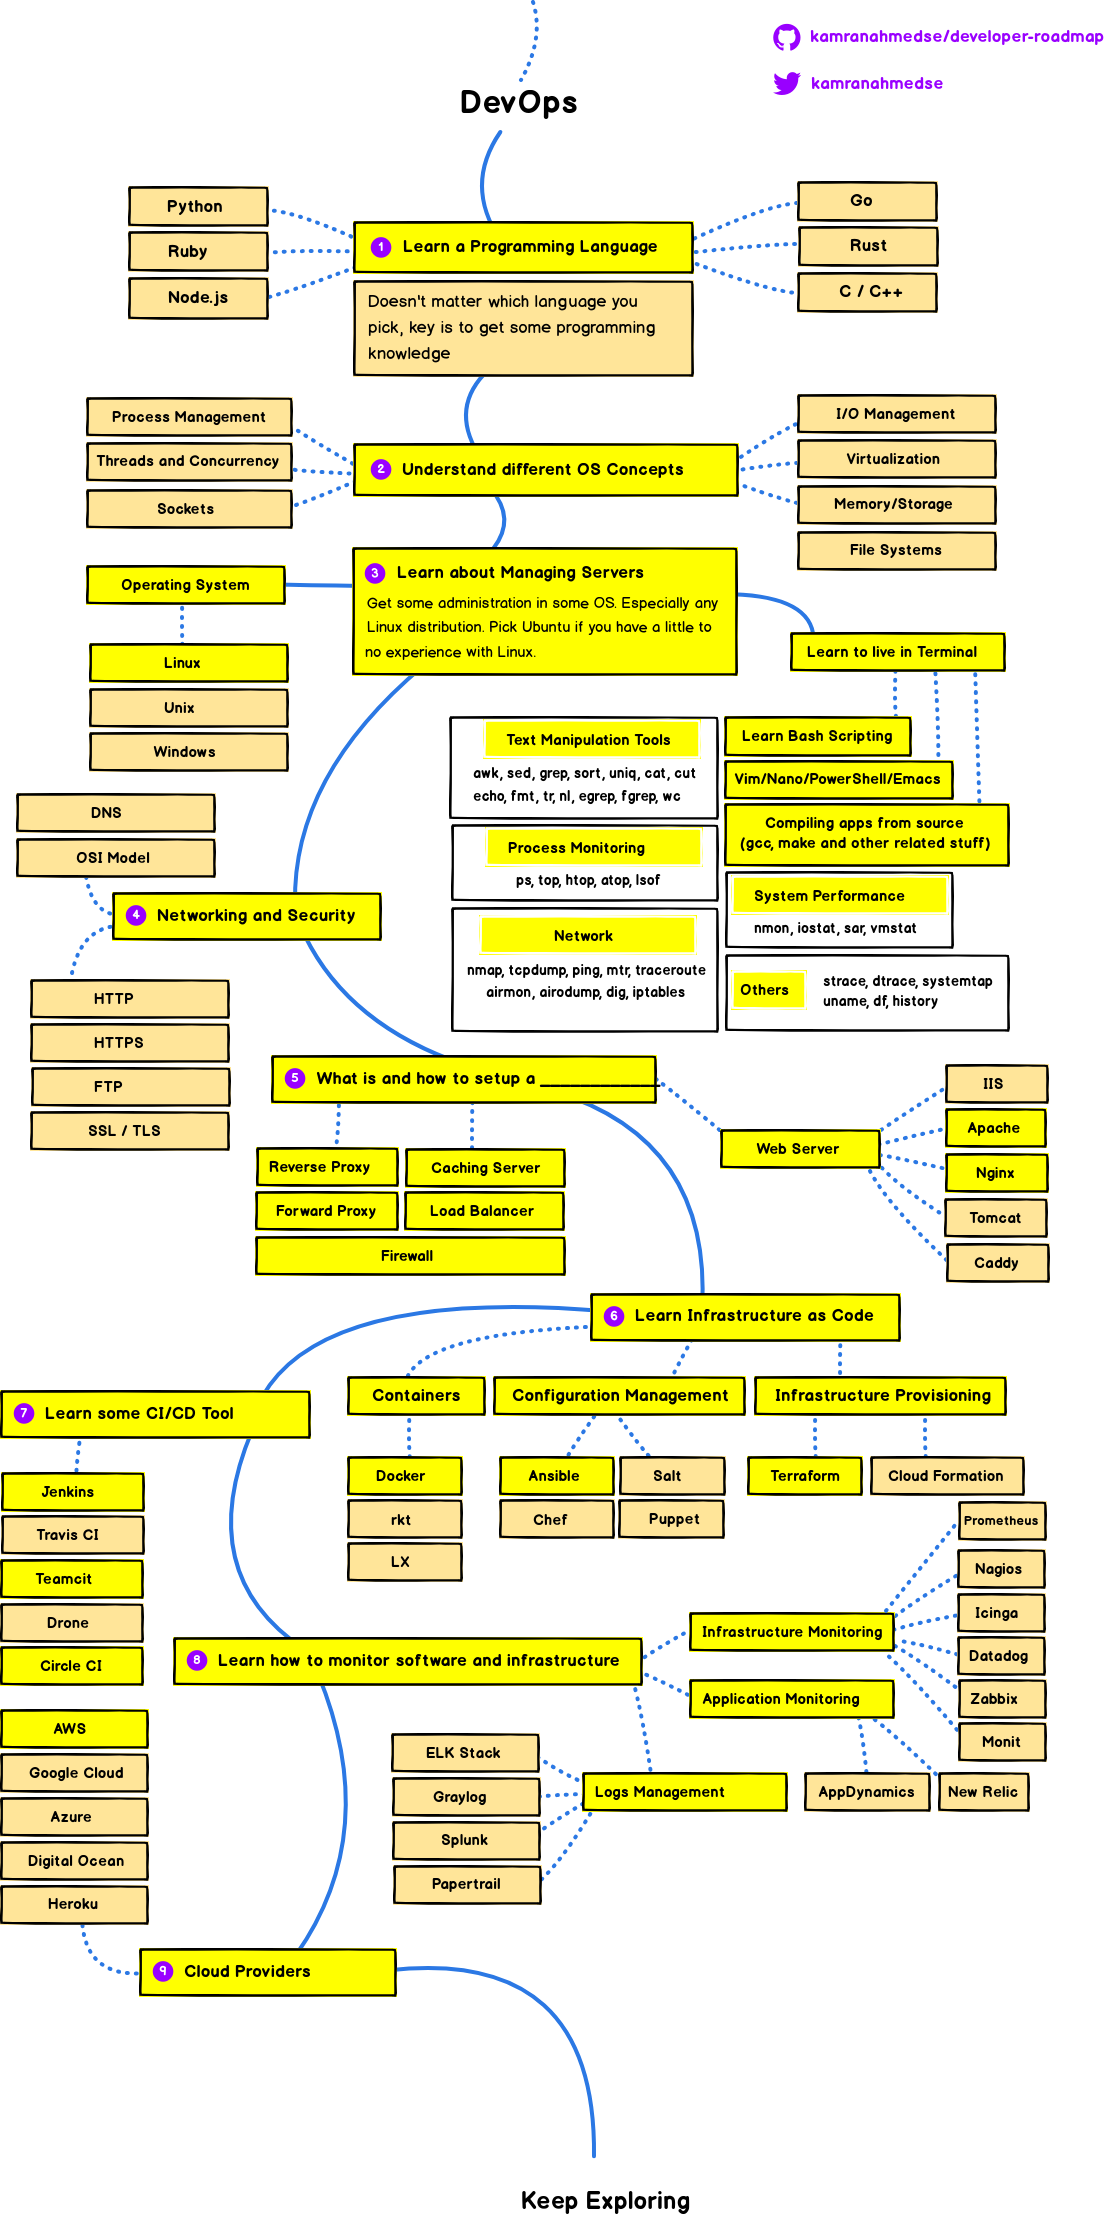 kamranahmedse/developer-roadmap
kamranahmedse
DevOps
Python
Ruby
Node.js
1 Learn a Programming Language
Doesn't matter which language you
pick, key is to get some programming
knowledge
Go
Rust
C / C++
Process Management
Threads and Concurrency
Sockets
2 Understand different OS Concepts
I/O Management
Virtualization
Memory/Storage
File Systems
3 Learn about Managing Servers
Get some administration in some OS. Especially any
Linux distribution. Pick Ubuntu if you have a little to
no experience with Linux.
Operating System
Linux
Unix
Windows
Learn to live in Terminal
Text Manipulation Tools
awk, sed, grep, sort, uniq, cat, cut
echo, fmt, tr, nl, egrep, fgrep, wc
Process Monitoring
ps, top, htop, atop, lsof
Network
nmap, tcpdump, ping, mtr, traceroute
airmon, airodump, dig, iptables
Learn Bash Scripting
Vim/Nano/PowerShell/Emacs
Compiling apps from source
(gcc, make and other related stuff)
System Performance
nmon, iostat, sar, vmstat
Others
strace, dtrace, systemtap
uname, df, history
DNS
OSI Model
4 Networking and Security
HTTP
HTTPS
FTP
SSL / TLS
5 What is and how to setup a ______________
Reverse Proxy
Caching Server
Forward Proxy
Load Balancer
Firewall
Web Server
IIS
Apache
Nginx
Tomcat
Caddy
6 Learn Infrastructure as Code
Containers
Docker
rkt
LX
Configuration Management
Ansible
Salt
Chef
Puppet
Infrastructure Provisioning
Terraform
Cloud Formation
7 Learn some CI/CD Tool
Jenkins
Travis CI
Teamcit
Drone
Circle CI
8 Learn how to monitor software and infrastructure
Infrastructure Monitoring
Prometheus
Nagios
Icinga
Datadog
Zabbix
Monit
Application Monitoring
AppDynamics
New Relic
Logs Management
ELK Stack
Graylog
Splunk
Papertrail
AWS
Google Cloud
Azure
Digital Ocean
Heroku
9 Cloud Providers
Keep Exploring